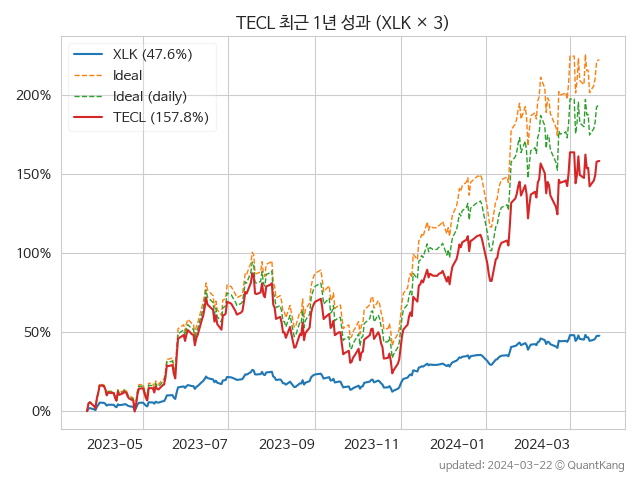 TECL 최근 1년 성과 (XLK × 3)
XLK (47.6%)
Ideal
Ideal (daily)
TECL (157.8%)
200%
150%
100%
50%
0%
2023-05 2023-07 2023-09 2023-11 2024-01 2024-03
updated: 2024-03-22 © QuantKang